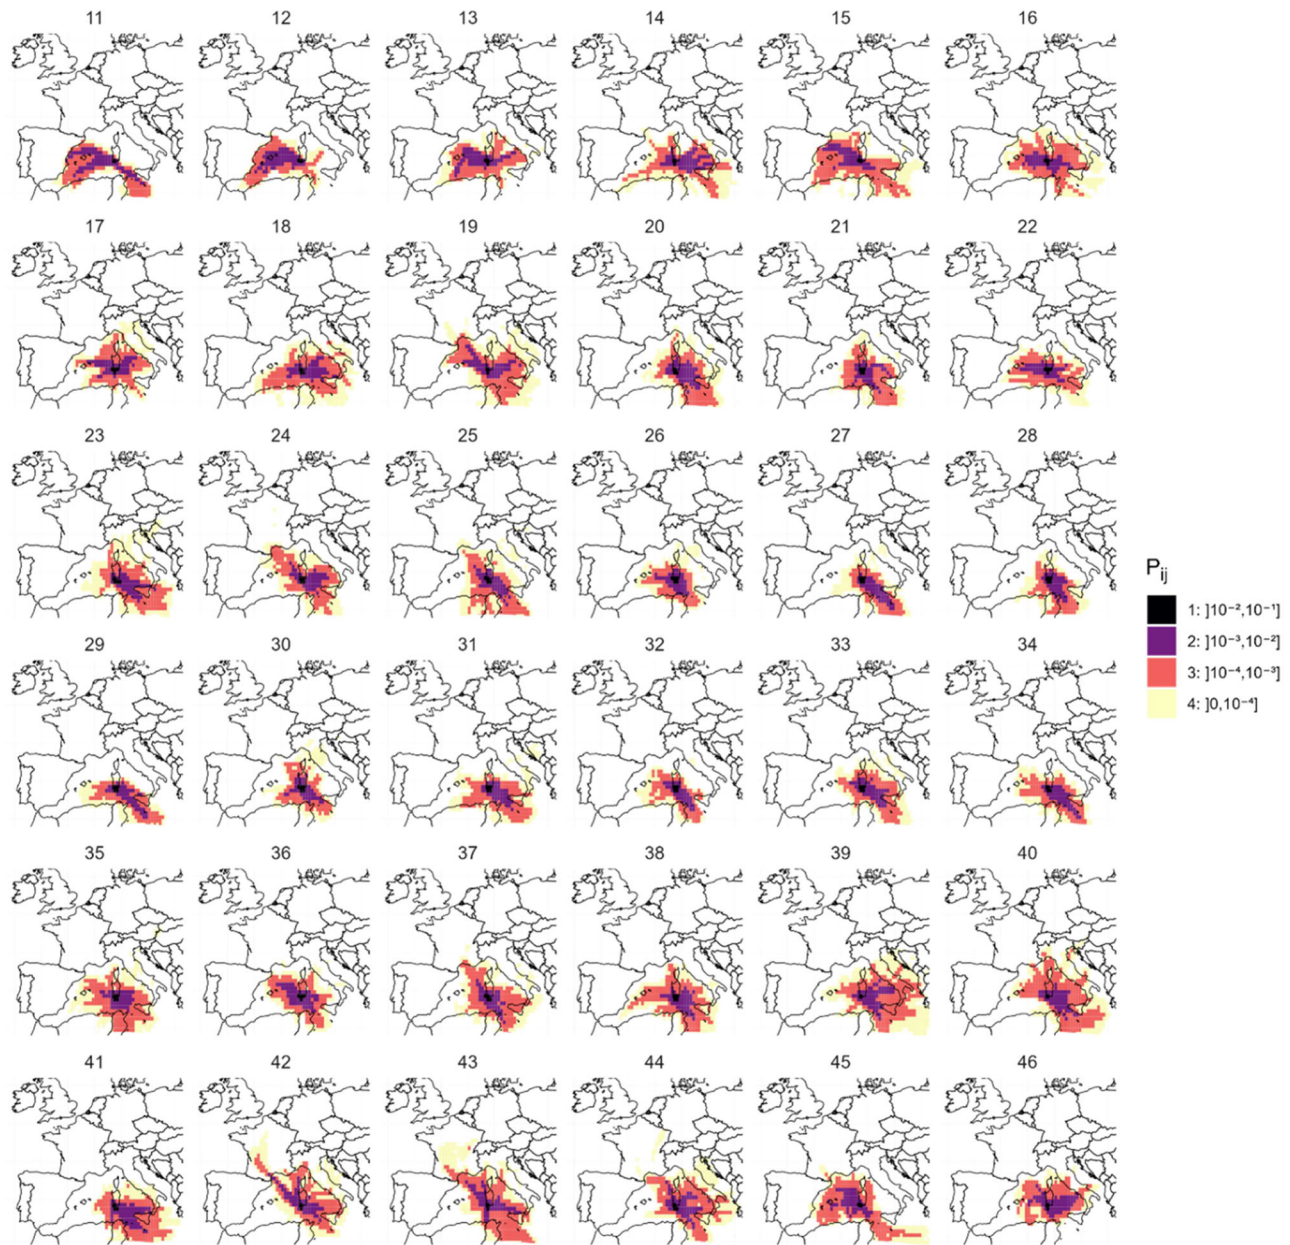 11 12 13 14 15 16
17 18 19 20 21 22
23 24 25 26 27 28
P_ij
1: ]10⁻²,10⁻¹]
2: ]10⁻³,10⁻²]
3: ]10⁻⁴,10⁻³]
4: ]0,10⁻⁴]
29 30 31 32 33 34
35 36 37 38 39 40
41 42 43 44 45 46